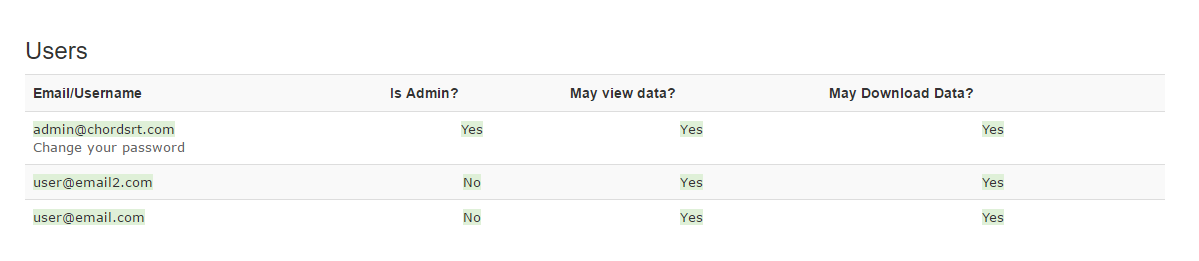 Users
Email/Username Is Admin? May view data? May Download Data?
admin@chordsrt.com Yes Yes Yes
Change your password
user@email2.com No Yes Yes
user@email.com No Yes Yes